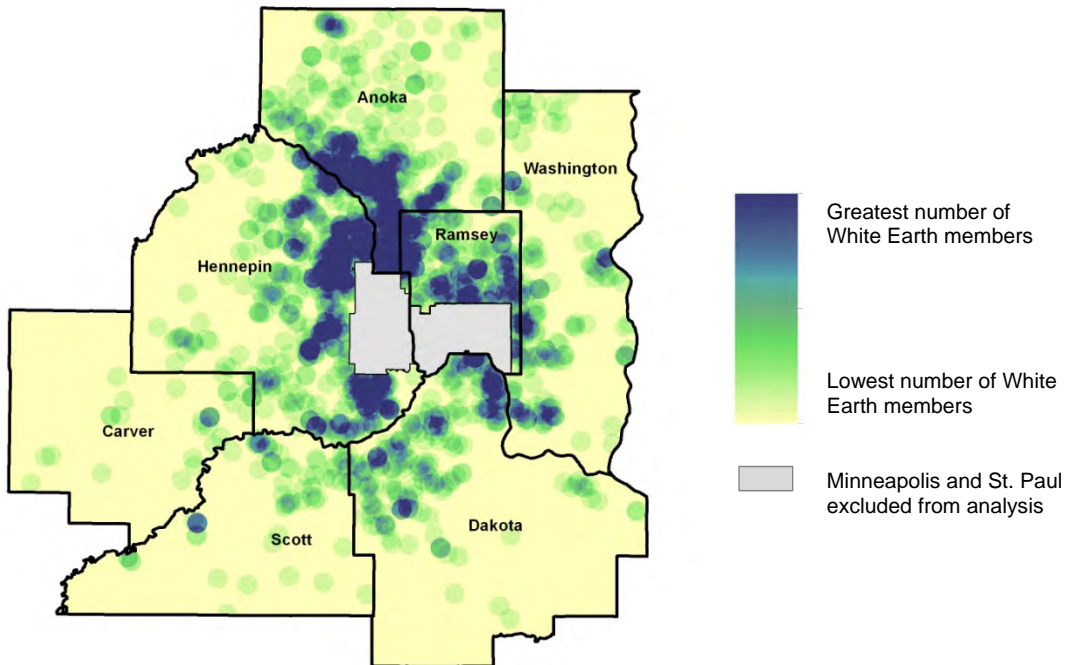 Anoka
Washington
Ramsey
Hennepin
Carver
Scott
Dakota
Greatest number of
White Earth members
Lowest number of White
Earth members
Minneapolis and St. Paul
excluded from analysis